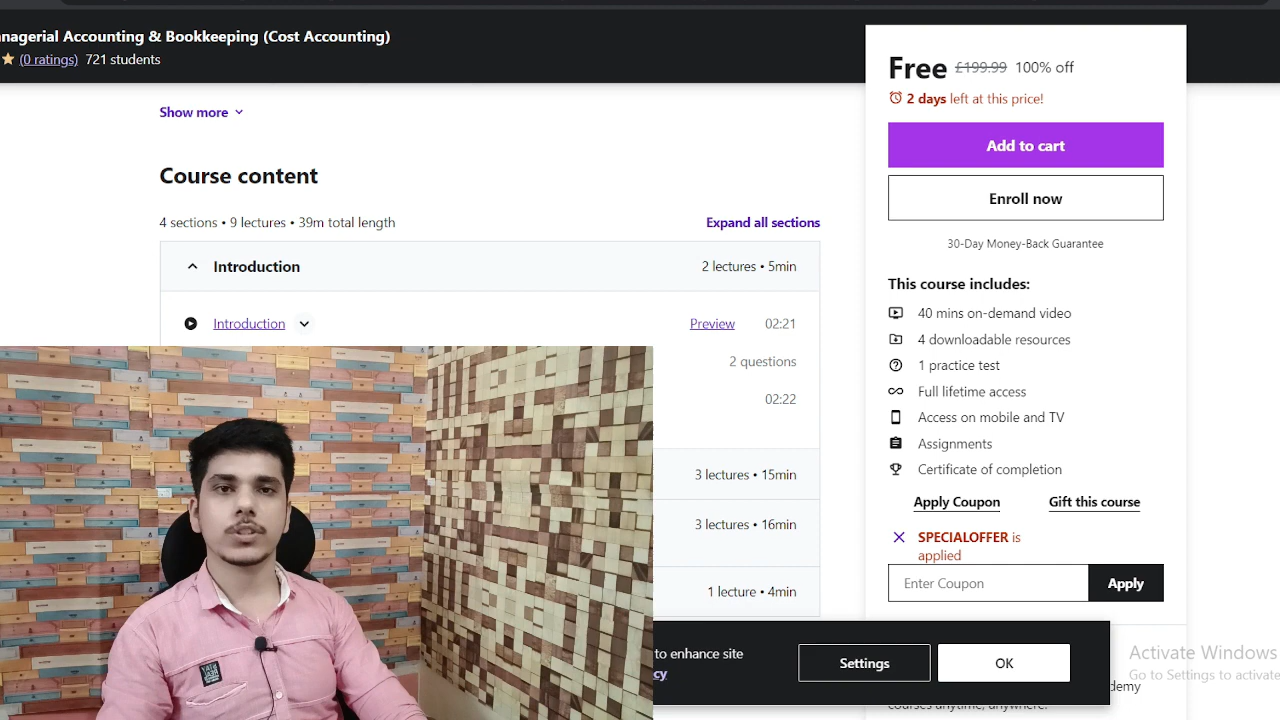 nagerial Accounting & Bookkeeping (Cost Accounting)
(0 ratings) 721 students
Show more
Course content
4 sections • 9 lectures • 39m total length
Expand all sections
Introduction
2 lectures • 5min
Introduction
Preview
02:21
2 questions
02:22
3 lectures • 15min
3 lectures • 16min
1 lecture • 4min
Free £199.99 100% off
2 days left at this price!
Add to cart
Enroll now
30-Day Money-Back Guarantee
This course includes:
40 mins on-demand video
4 downloadable resources
1 practice test
Full lifetime access
Access on mobile and TV
Assignments
Certificate of completion
Apply Coupon
Gift this course
SPECIALOFFER is
applied
Enter Coupon
Apply
to enhance site
cy
Settings
OK
Activate Windows
Go to Settings to activate
demy
courses anytime, anywhere.